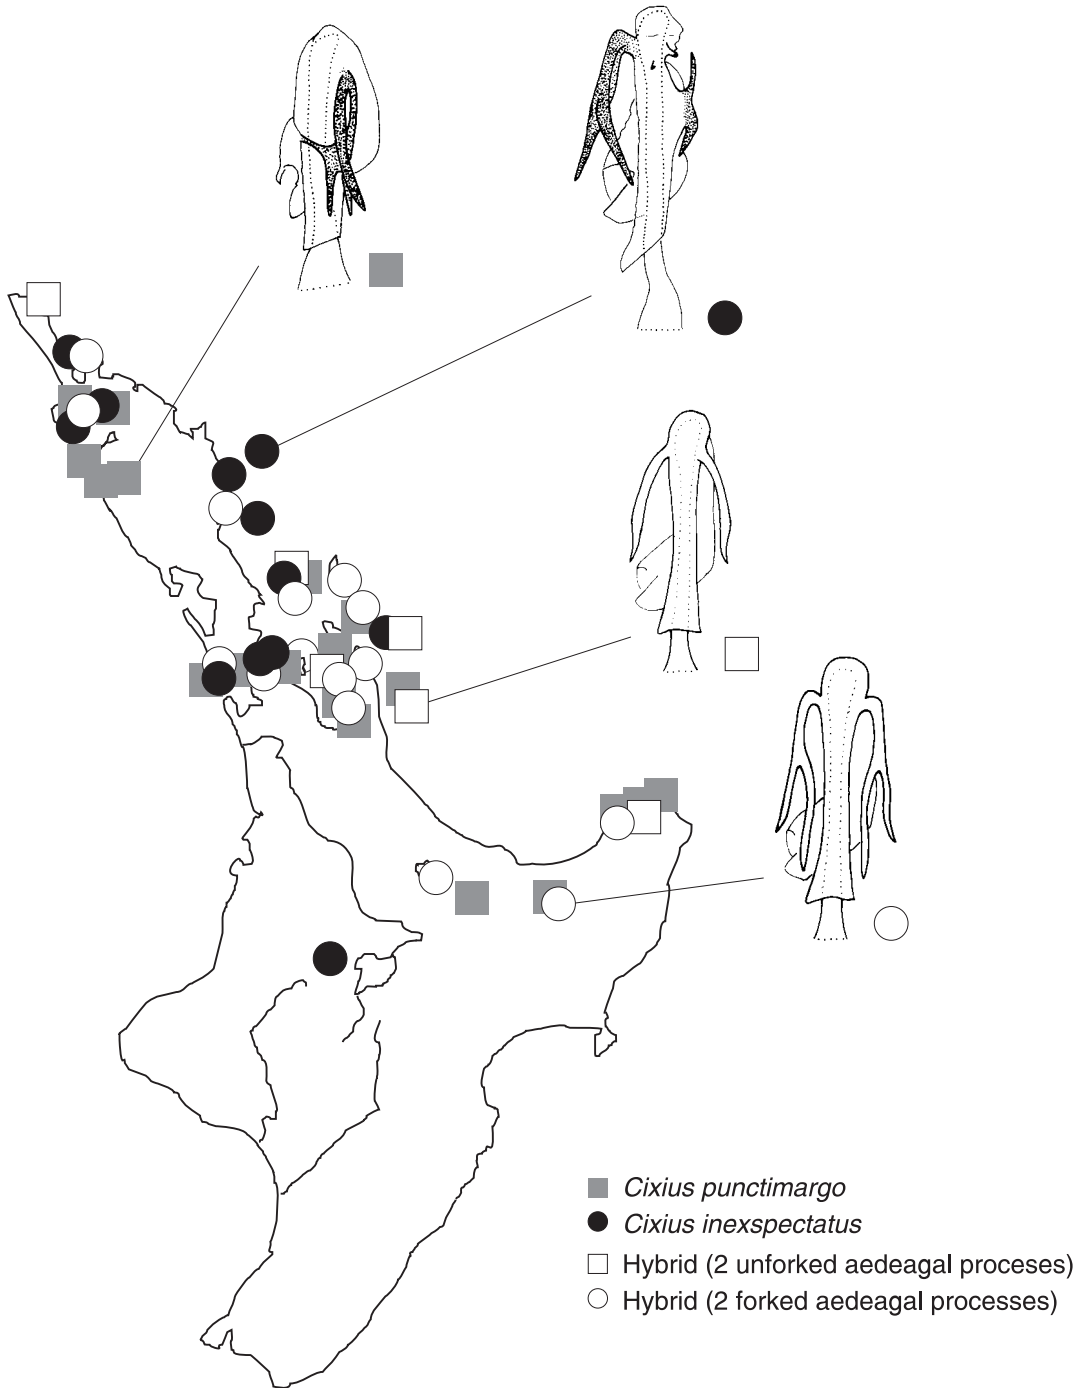 Cixius punctimargo
Cixius inexspectatus
Hybrid (2 unforked aedeagal proceses)
Hybrid (2 forked aedeagal processes)